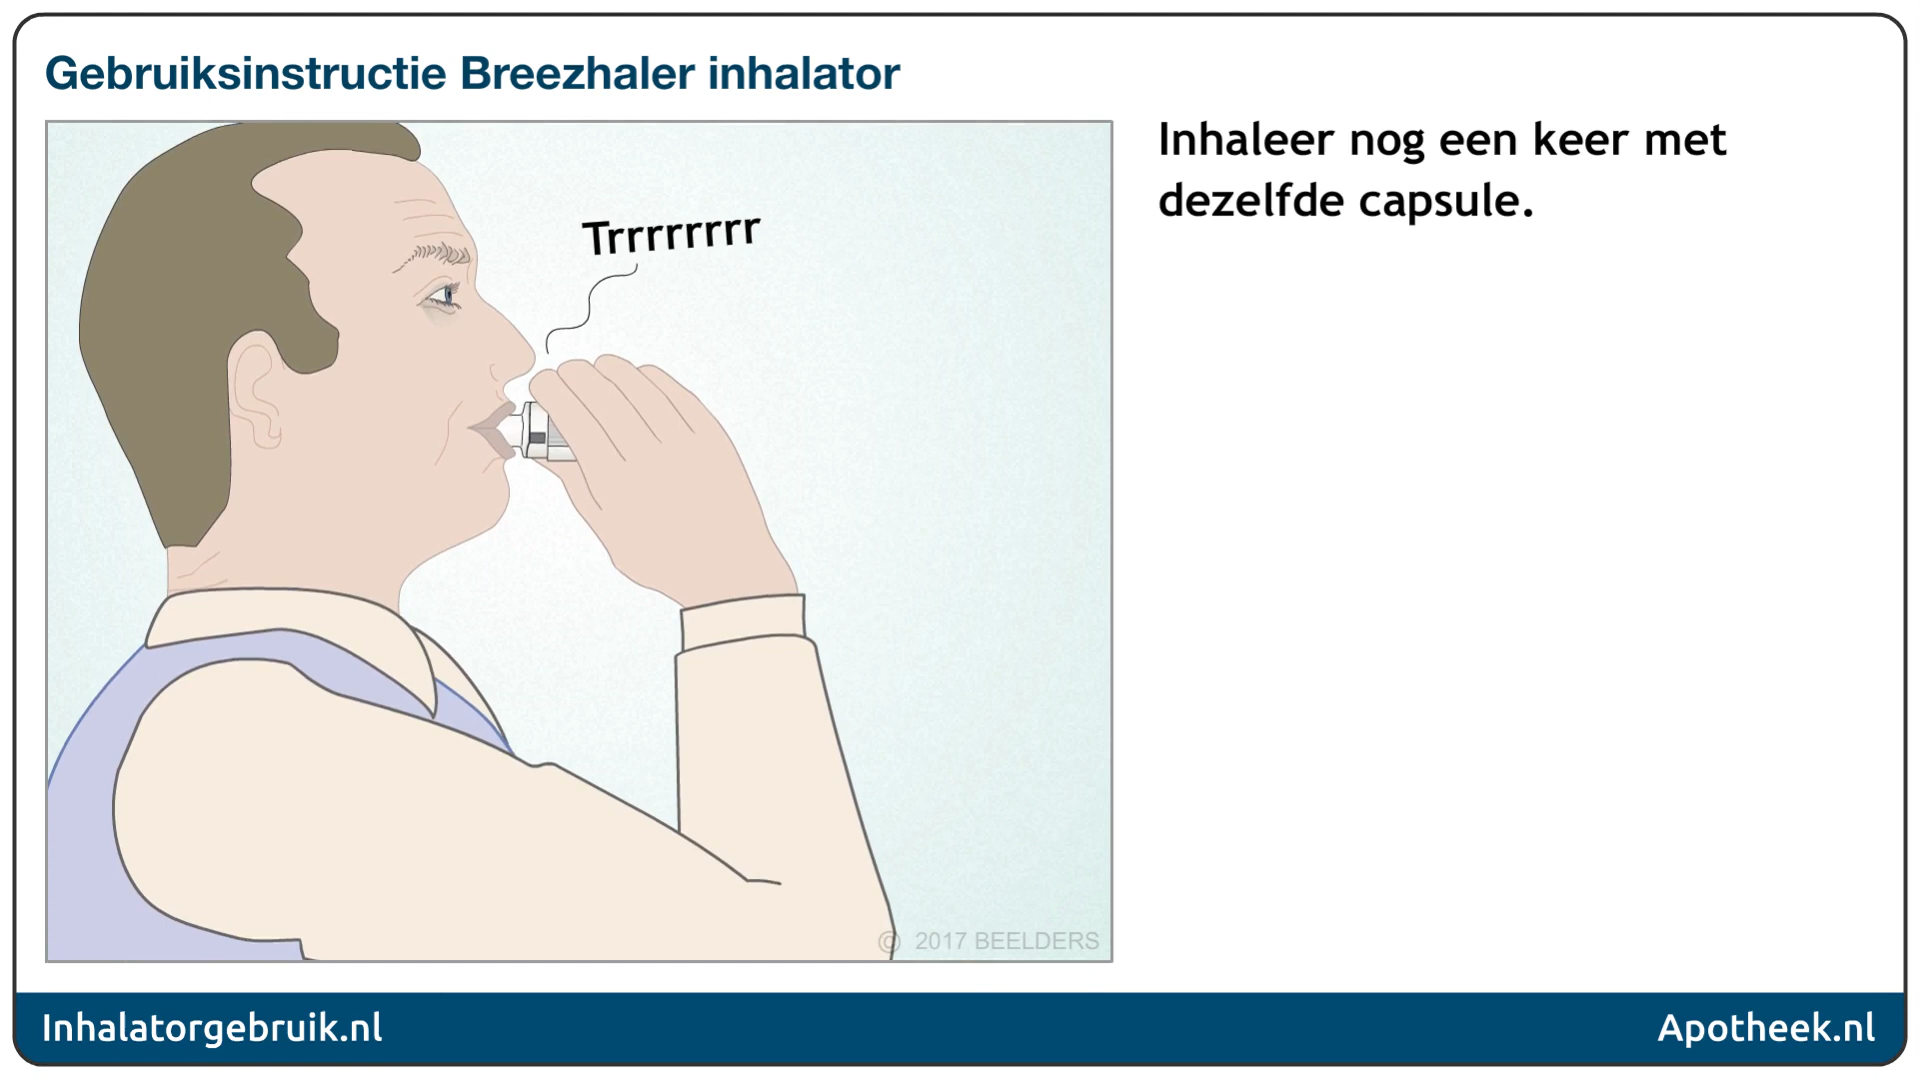 Gebruiksinstructie Breezhaler inhalator
Inhaleer nog een keer met
dezelfde capsule.
Trrrrrrrr
© 2017 BEELDERS
Inhalatorgebruik.nl
Apotheek.nl